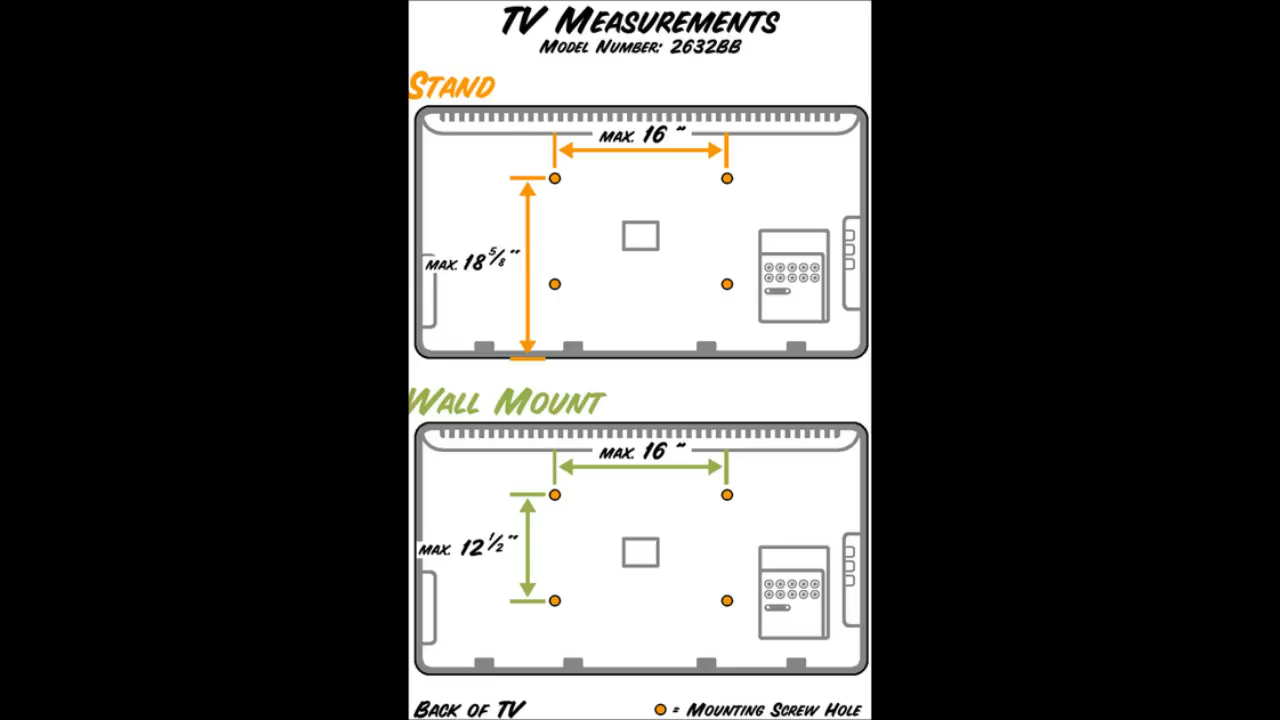 TV Measurements
Model Number: 2632BB
Stand
max. 16 "
max. 18 5/8 "
Wall Mount
max. 16 "
max. 12 1/2 "
Back of TV
= Mounting Screw Hole